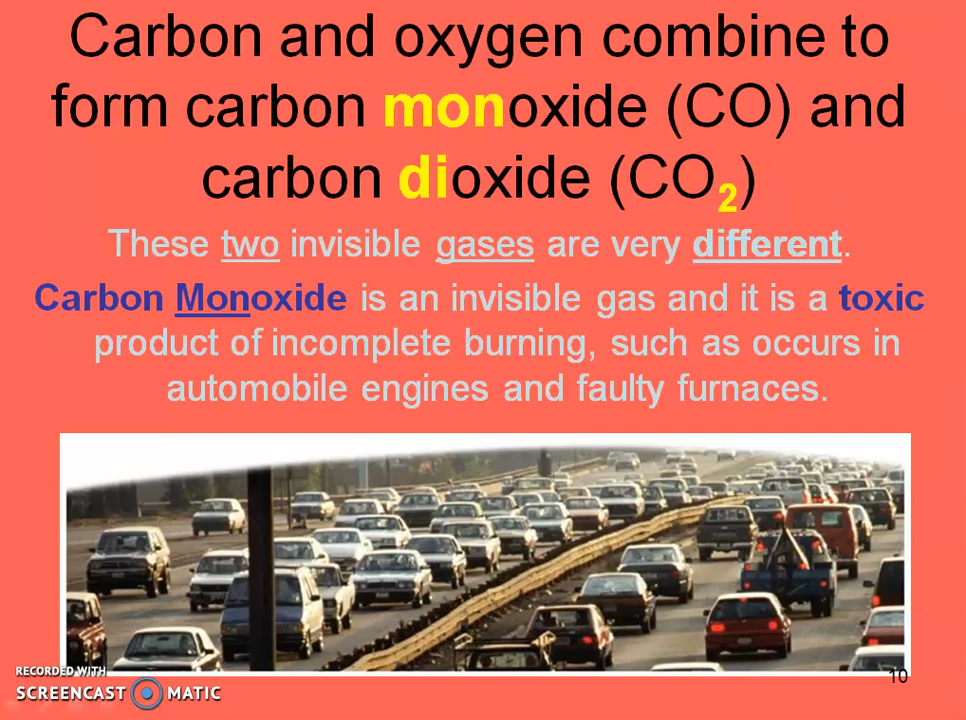 Carbon and oxygen combine to
form carbon monoxide (CO) and
carbon dioxide (CO₂)
These two invisible gases are very different.
Carbon Monoxide is an invisible gas and it is a toxic
product of incomplete burning, such as occurs in
automobile engines and faulty furnaces.
RECORDED WITH
SCREENCAST MATIC
10